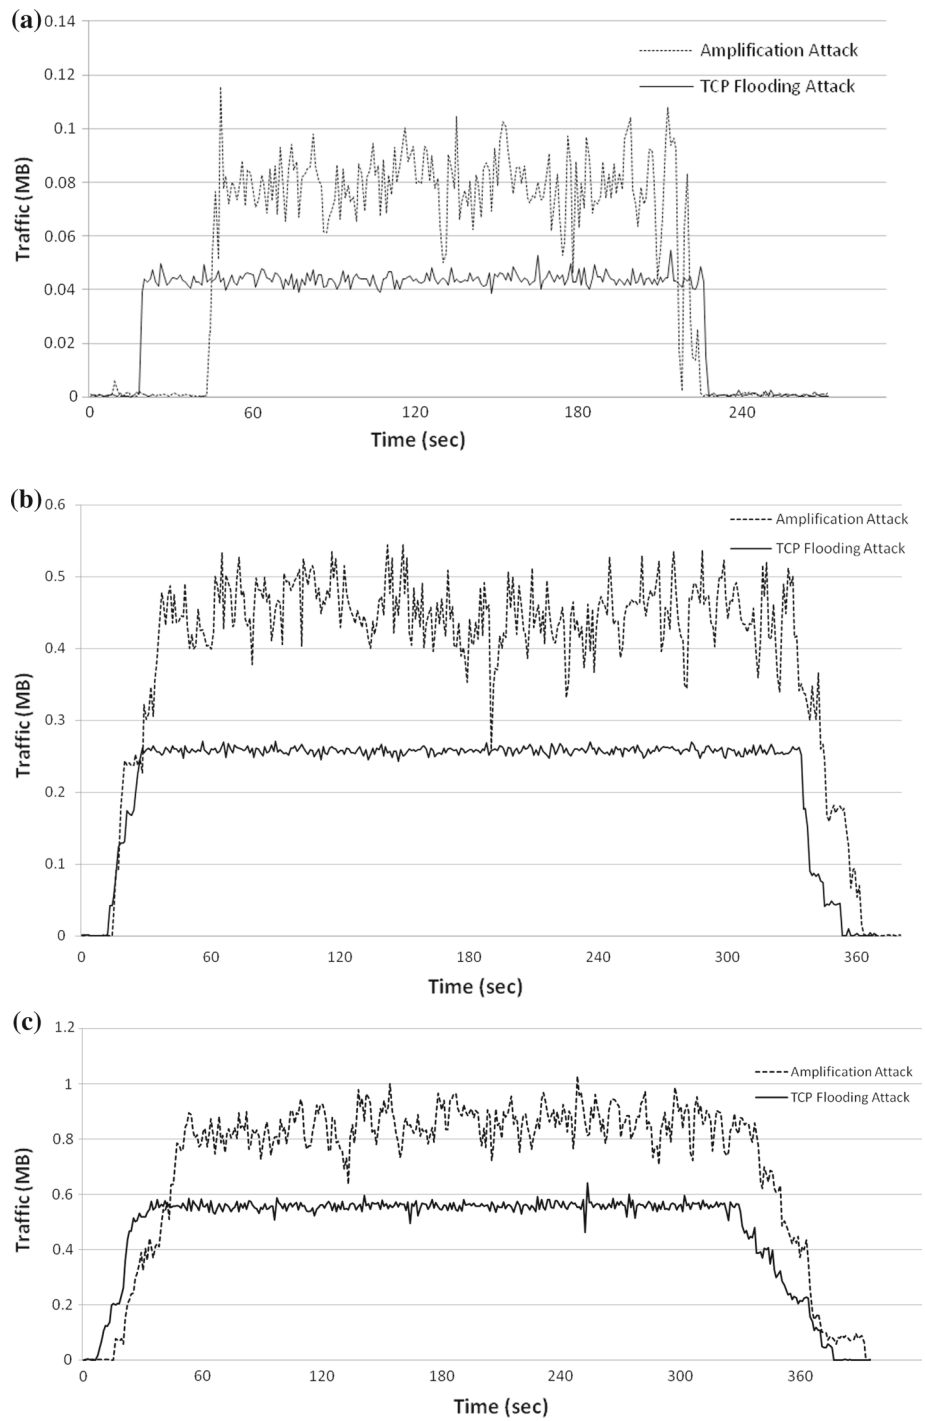 (a)
0.14
0.12
0.1
0.08
0.06
0.04
0.02
0
Traffic (MB)
Amplification Attack
TCP Flooding Attack
0 60 120 180 240
Time (sec)
(b)
0.6
0.5
0.4
0.3
0.2
0.1
0
Traffic (MB)
Amplification Attack
TCP Flooding Attack
0 60 120 180 240 300 360
Time (sec)
(c)
1.2
1
0.8
0.6
0.4
0.2
0
Traffic (MB)
Amplification Attack
TCP Flooding Attack
0 60 120 180 240 300 360
Time (sec)